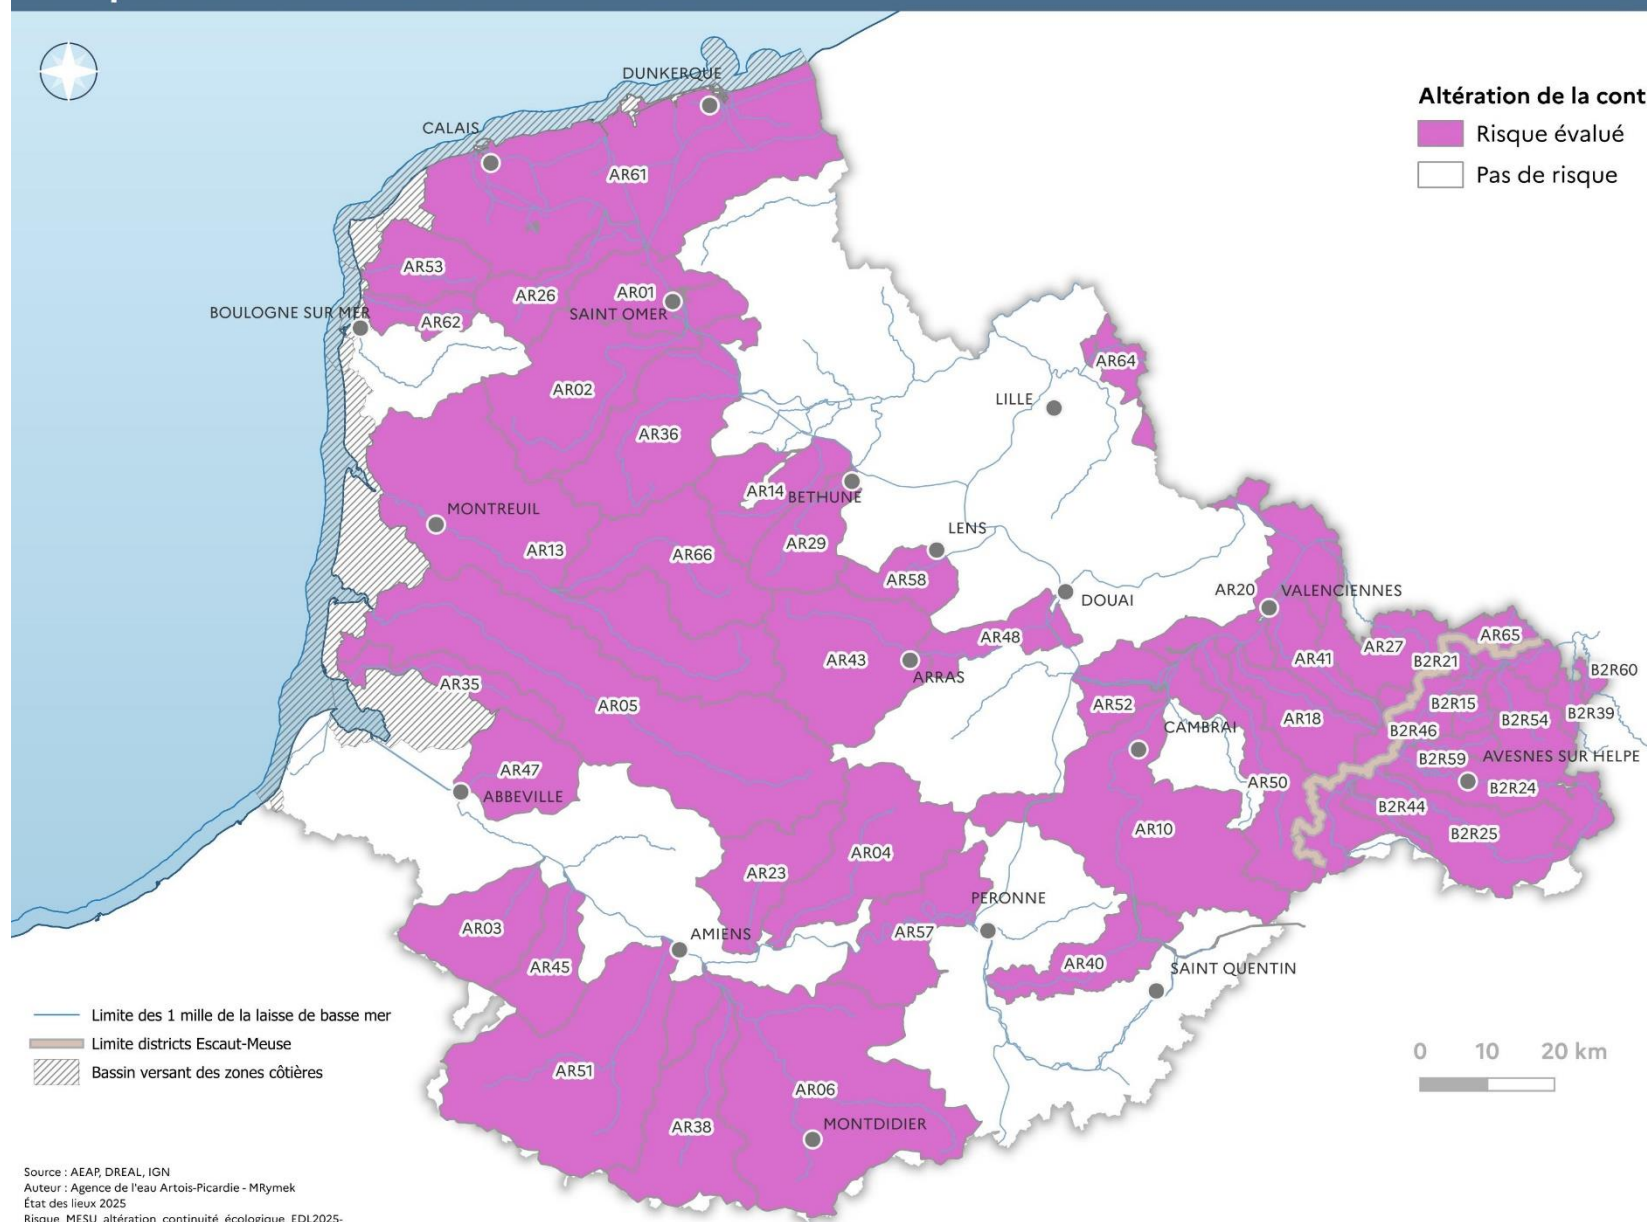 DUNKERQUE
CALAIS
AR61
Altération de la cont
Risque évalué
Pas de risque
AR53
AR26
AR01
SAINT OMER
BOULOGNE SUR MER
AR62
AR64
AR02
LILLE
AR36
AR14
BETHUNE
MONTREUIL
LENS
AR13
AR66
AR29
AR58
DOUAI
AR20
VALENCIENNES
AR48
AR43
ARRAS
AR41
AR27
AR65
B2R21
B2R60
AR35
AR05
AR52
CAMBRAI
AR18
B2R15
B2R54
B2R39
B2R46
B2R59
AVESNES SUR HELPE
AR47
ABBEVILLE
AR50
B2R24
B2R44
B2R25
AR10
AR23
AR04
PERONNE
AR03
AMIENS
AR57
AR45
AR40
SAINT QUENTIN
Limite des 1 mille de la laisse de basse mer
Limite districts Escaut-Meuse
Bassin versant des zones côtières
0 10 20 km
AR51
AR06
AR38
MONTDIDIER
Source : AEAP, DREAL, IGN
Auteur : Agence de l'eau Artois-Picardie - MRymek
État des lieux 2025
Risque_MESU_altération_continuité_écologique_EDL2025-